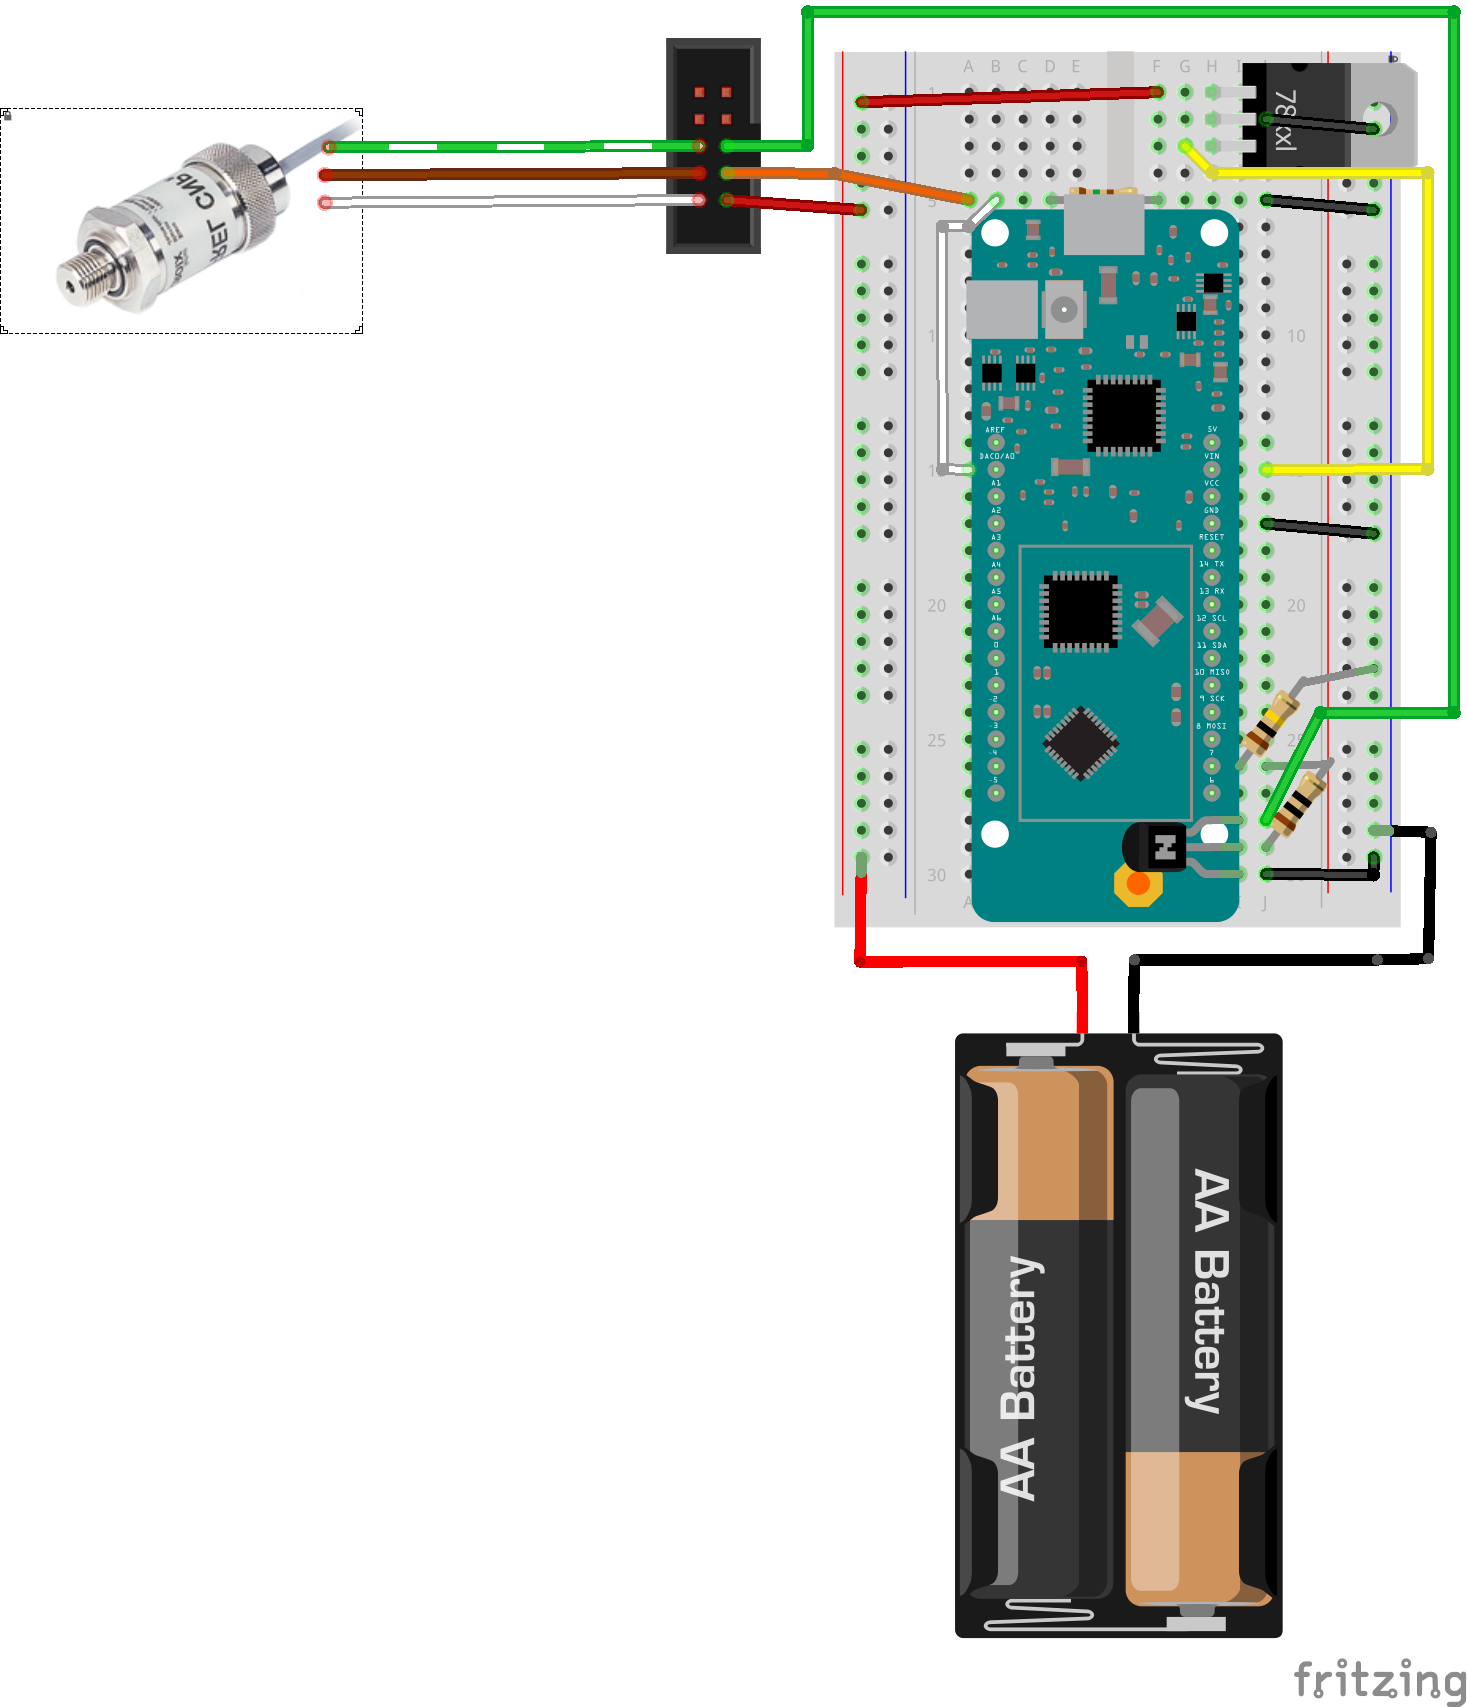 A B C D E F G H I
1
78xxl
5
10
10
AREF
DAC0/A0
A1
A2
A3
A4
A5
A6
0
1
~2
~3
~4
~5
5V
VIN
VCC
GND
RESET
14 TX
13 RX
12 SCL
11 SDA
10 MISO
9 SCK
8 MOSI
7
6
20
20
25
25
30
N
A
J
AA Battery
AA Battery
fritzing